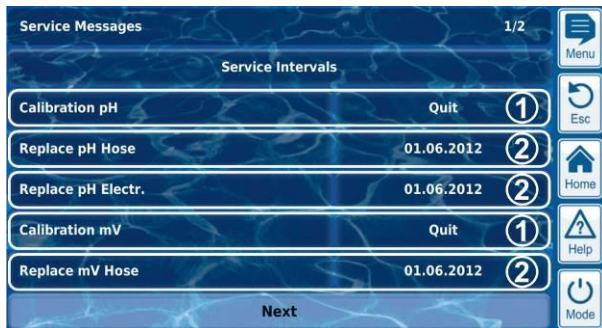 Service Messages 1/2
Service Intervals
Calibration pH Quit 1
Replace pH Hose 01.06.2012 2
Replace pH Electr. 01.06.2012 2
Calibration mV Quit 1
Replace mV Hose 01.06.2012 2
Next
Menu
Esc
Home
? Help
Mode